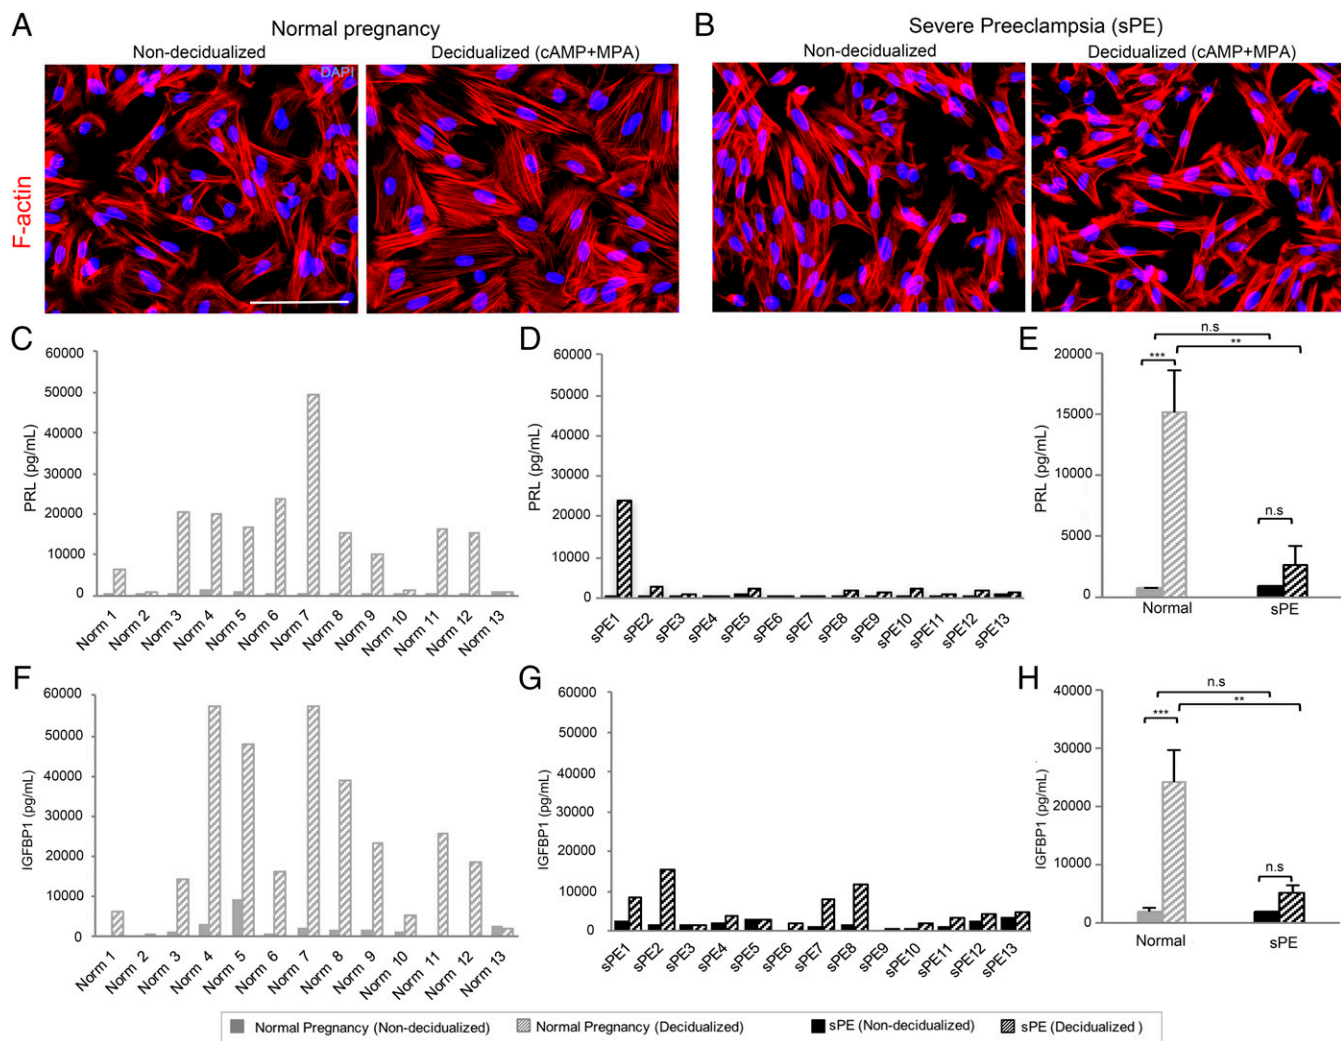 A
Normal pregnancy
Non-decidualized
Decidualized (cAMP+MPA)
B
Severe Preeclampsia (sPE)
Non-decidualized
Decidualized (cAMP+MPA)
DAPI
F-actin
C
60000
50000
40000
30000
20000
10000
0
PRL (pg/mL)
Norm 1
Norm 2
Norm 3
Norm 4
Norm 5
Norm 6
Norm 7
Norm 8
Norm 9
Norm 10
Norm 11
Norm 12
Norm 13
D
60000
50000
40000
30000
20000
10000
0
PRL (pg/mL)
sPE1
sPE2
sPE3
sPE4
sPE5
sPE6
sPE7
sPE8
sPE9
sPE10
sPE11
sPE12
sPE13
E
n.s
**
***
n.s
20000
15000
10000
5000
0
PRL (pg/mL)
Normal
sPE
F
60000
50000
40000
30000
20000
10000
0
IGFBP1 (pg/mL)
Norm 1
Norm 2
Norm 3
Norm 4
Norm 5
Norm 6
Norm 7
Norm 8
Norm 9
Norm 10
Norm 11
Norm 12
Norm 13
G
60000
50000
40000
30000
20000
10000
0
IGFBP1 (pg/mL)
sPE1
sPE2
sPE3
sPE4
sPE5
sPE6
sPE7
sPE8
sPE9
sPE10
sPE11
sPE12
sPE13
H
n.s
**
***
n.s
40000
30000
20000
10000
0
IGFBP1 (pg/mL)
Normal
sPE
Normal Pregnancy (Non-decidualized)
Normal Pregnancy (Decidualized)
sPE (Non-decidualized)
sPE (Decidualized )